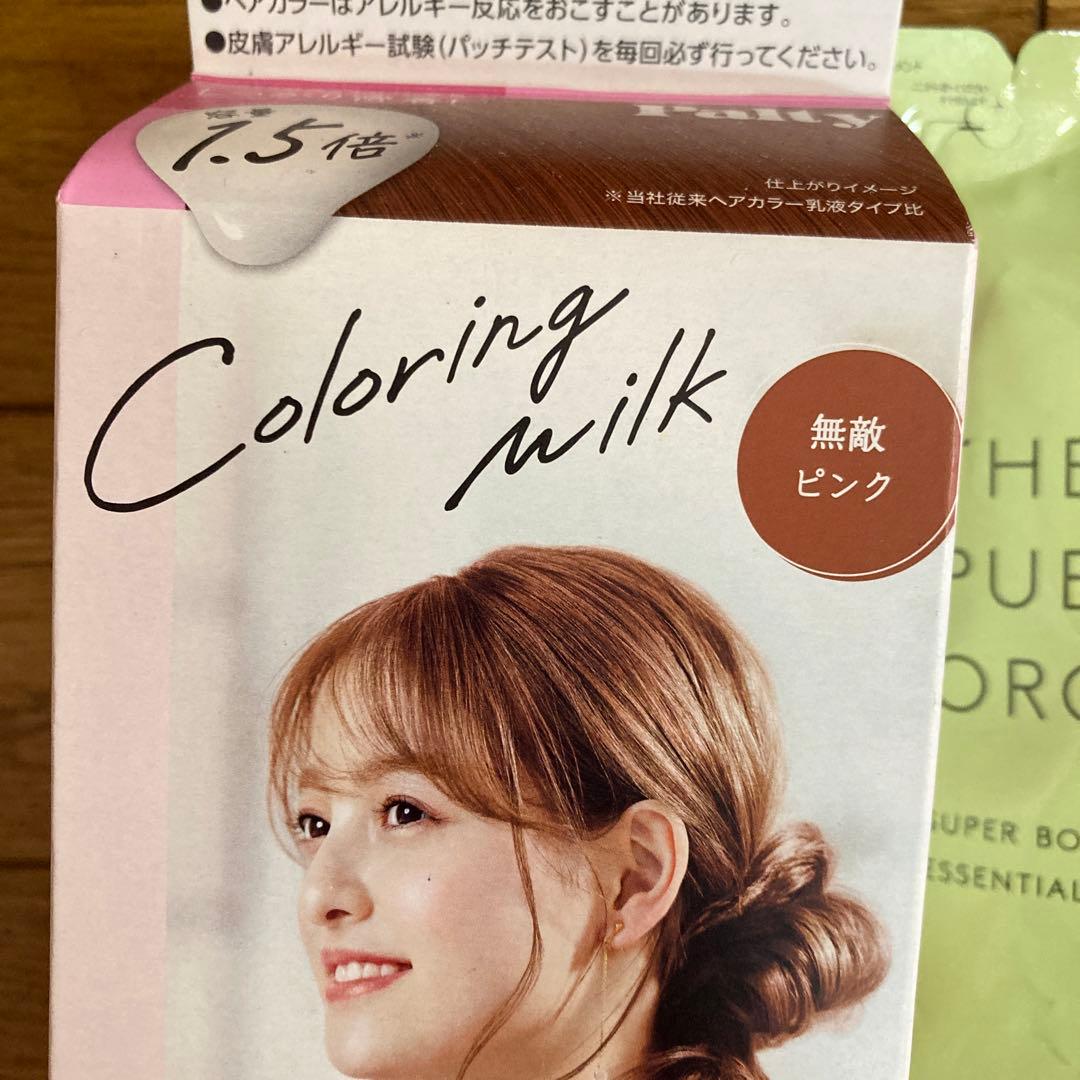 ●ヘアカラーはアレルギー反応をおこすことがあります。
●皮膚アレルギー試験(パッチテスト)を毎回必ず行ってください。
1.5倍※
Palty
仕上がりイメージ
※当社従来ヘアカラー乳液タイプ比
Coloring
milk
無敵
ピンク
THE
PUB
ORG
SUPER BO
ESSENTIAL